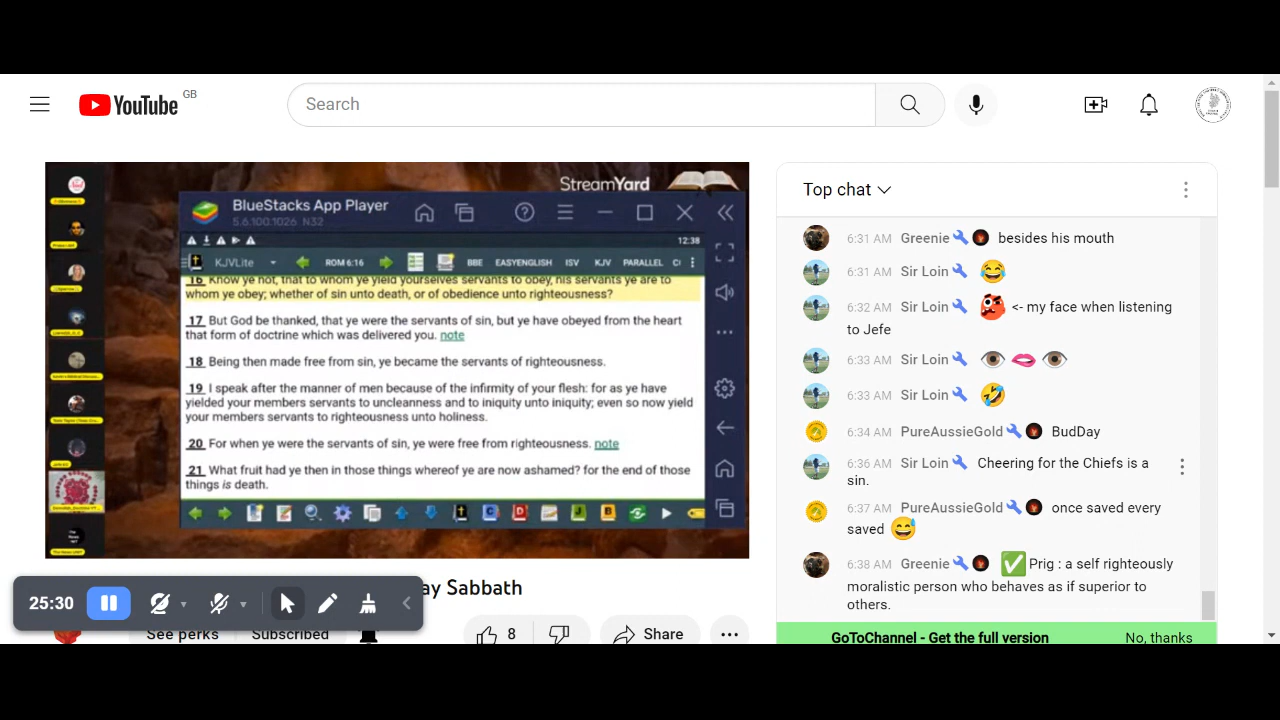 YouTube GB
Search
StreamYard
BlueStacks App Player
5.6.100.1026 N32
12:38
KJVLite
ROM 6:16
BBE EASYENGLISH ISV KJV PARALLEL
16 Know ye not, that to whom ye yield yourselves servants to obey, his servants ye are to
whom ye obey; whether of sin unto death, or of obedience unto righteousness?
17 But God be thanked, that ye were the servants of sin, but ye have obeyed from the heart
that form of doctrine which was delivered you. note
18 Being then made free from sin, ye became the servants of righteousness.
19 I speak after the manner of men because of the infirmity of your flesh: for as ye have
yielded your members servants to uncleanness and to iniquity unto iniquity; even so now yield
your members servants to righteousness unto holiness.
20 For when ye were the servants of sin, ye were free from righteousness. note
21 What fruit had ye then in those things whereof ye are now ashamed? for the end of those
things is death.
ay Sabbath
25:30
See perks
Subscribed
8
Share
Top chat
6:31 AM Greenie besides his mouth
6:31 AM Sir Loin 😂
6:32 AM Sir Loin <- my face when listening
to Jefe
6:33 AM Sir Loin 👁👄👁
6:33 AM Sir Loin 🤣
6:34 AM PureAussieGold BudDay
6:36 AM Sir Loin Cheering for the Chiefs is a
sin.
6:37 AM PureAussieGold once saved every
saved 😅
6:38 AM Greenie ✅ Prig : a self righteously
moralistic person who behaves as if superior to
others.
GoToChannel - Get the full version
No, thanks